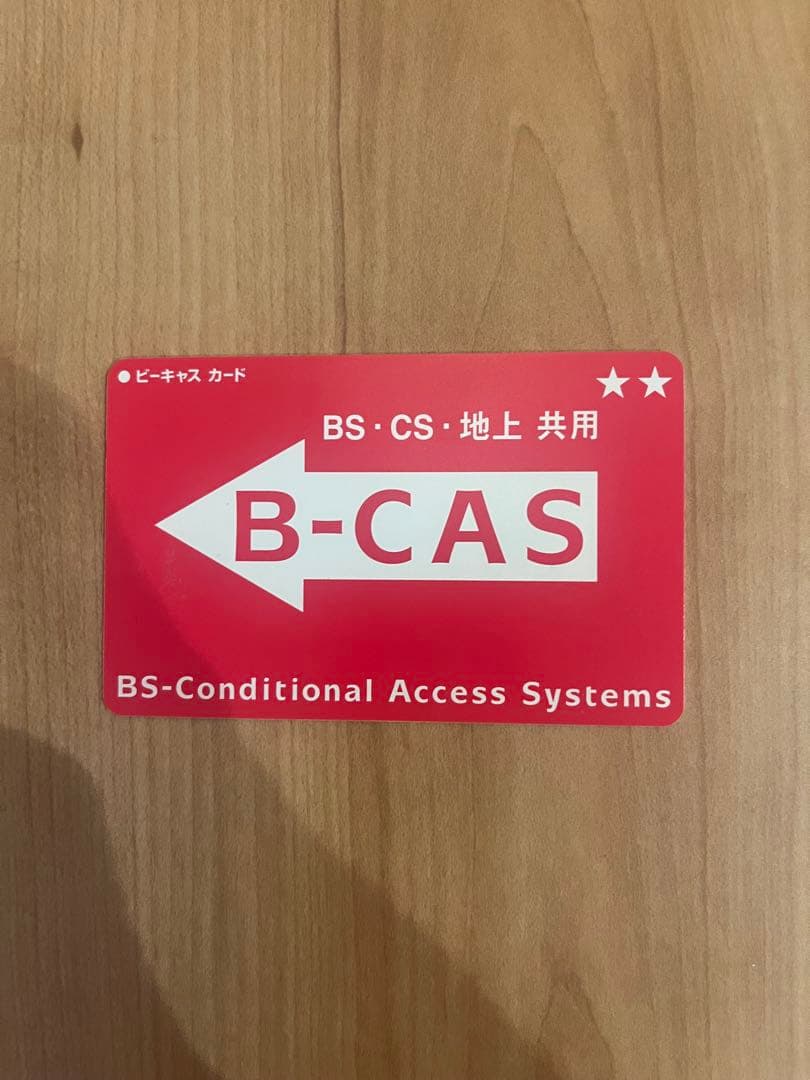 ●ビーキャス カード
★★
BS・CS・地上 共用
B-CAS
BS-Conditional Access Systems